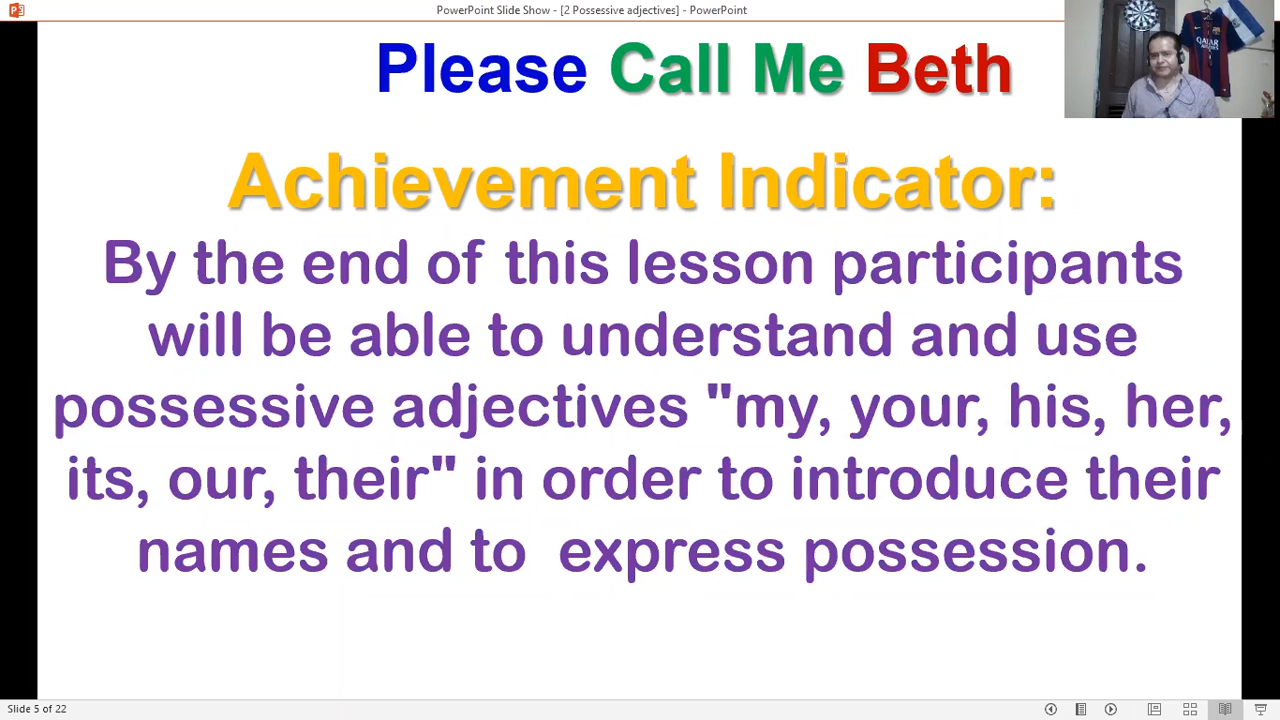 PowerPoint Slide Show - [2 Possessive adjectives] - PowerPoint
Please Call Me Beth
QATAR
Achievement Indicator:
By the end of this lesson participants
will be able to understand and use
possessive adjectives "my, your, his, her,
its, our, their" in order to introduce their
names and to express possession.
Slide 5 of 22